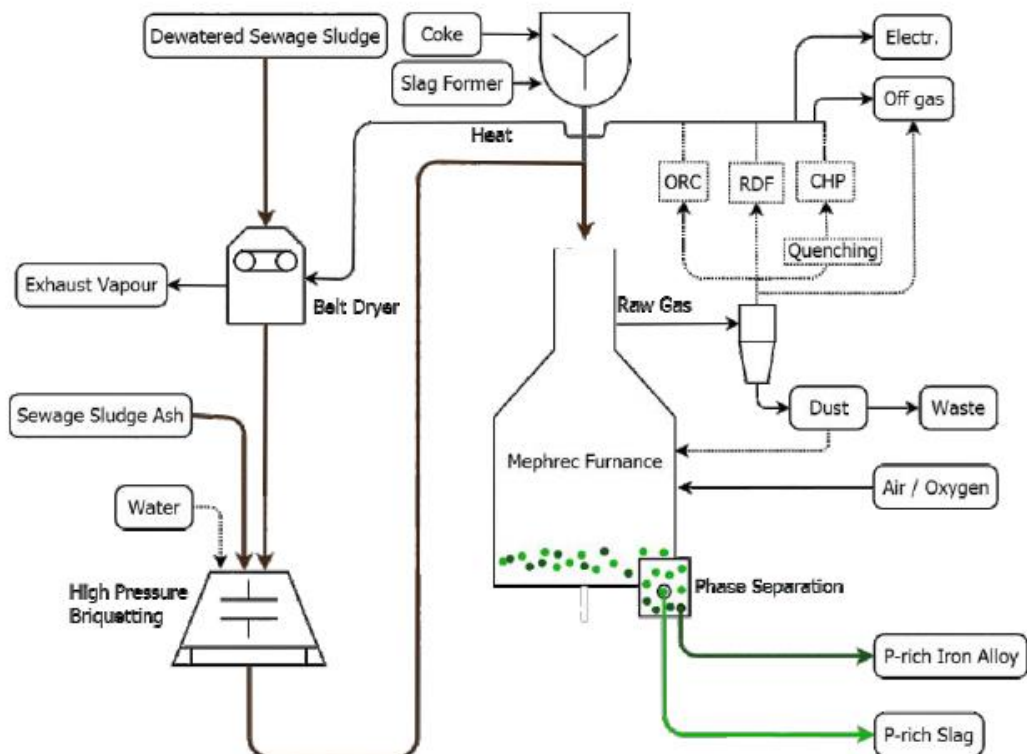 Dewatered Sewage Sludge
Coke
Slag Former
Electr.
Off gas
Heat
ORC
RDF
CHP
Quenching
Exhaust Vapour
Belt Dryer
Raw Gas
Sewage Sludge Ash
Dust
Waste
Mephrec Furnance
Air / Oxygen
Water
High Pressure
Briquetting
Phase Separation
P-rich Iron Alloy
P-rich Slag